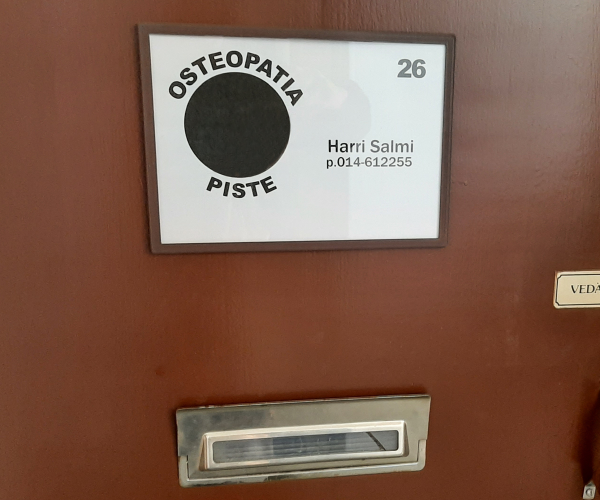 OSTEOPATIA
PISTE
26
Harri Salmi
p.014-612255